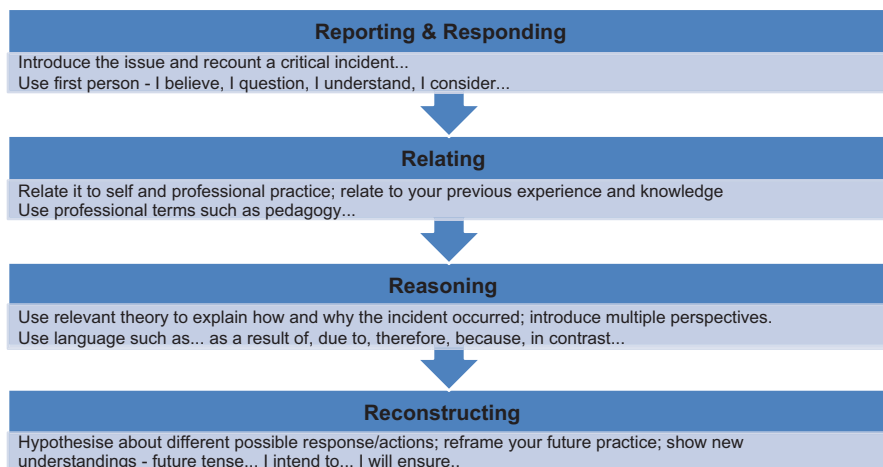 Reporting & Responding
Introduce the issue and recount a critical incident...
Use first person - I believe, I question, I understand, I consider...
Relating
Relate it to self and professional practice; relate to your previous experience and knowledge
Use professional terms such as pedagogy...
Reasoning
Use relevant theory to explain how and why the incident occurred; introduce multiple perspectives.
Use language such as... as a result of, due to, therefore, because, in contrast...
Reconstructing
Hypothesise about different possible response/actions; reframe your future practice; show new
understandings - future tense... I intend to... I will ensure..